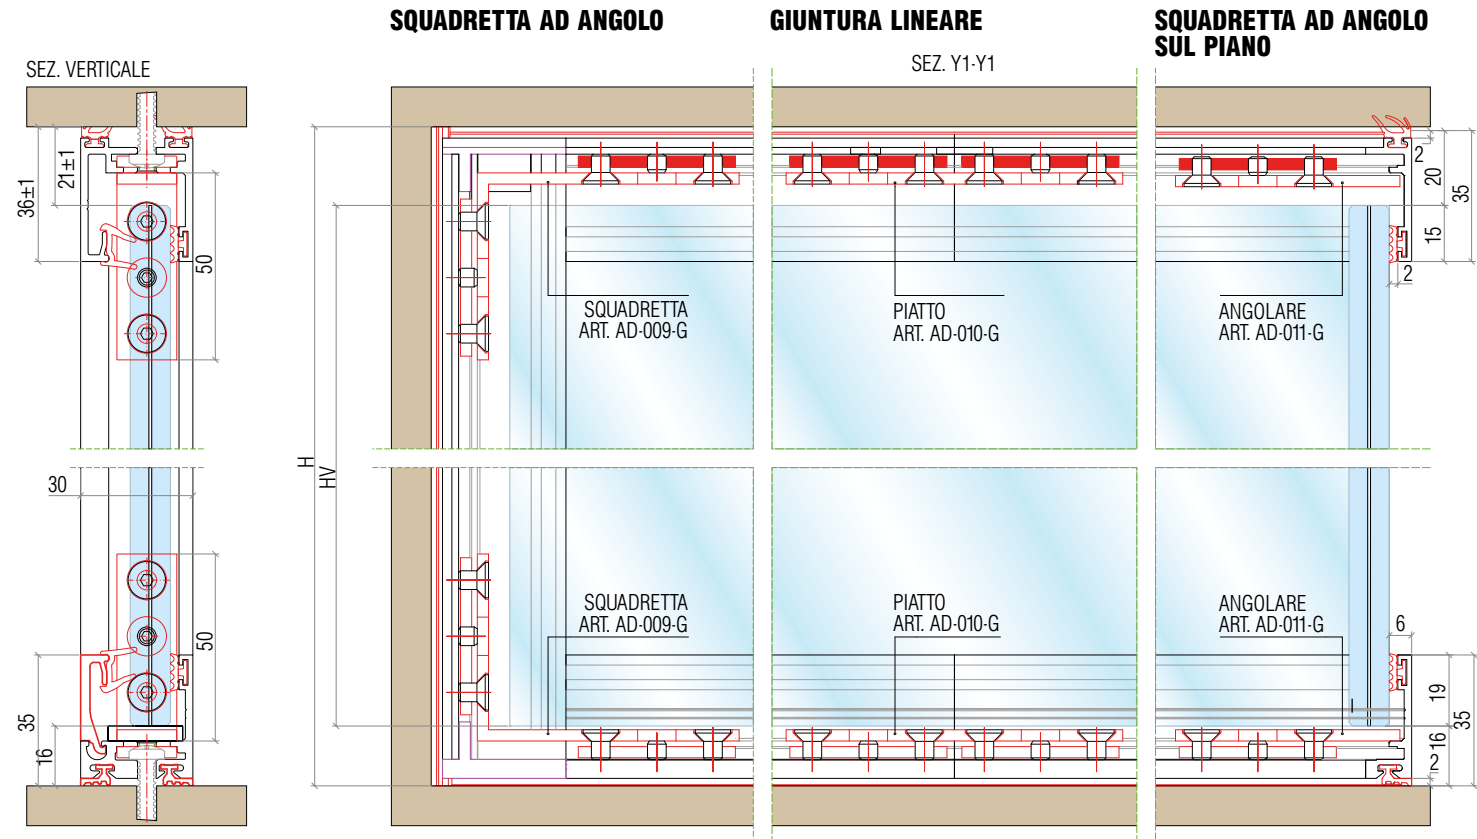 SQUADRETTA AD ANGOLO
GIUNTURA LINEARE
SQUADRETTA AD ANGOLO
SUL PIANO
SEZ. VERTICALE
SEZ. Y1-Y1
36±1
21±1
50
30
50
35
16
H
HV
SQUADRETTA
ART. AD-009-G
PIATTO
ART. AD-010-G
ANGOLARE
ART. AD-011-G
2
20
35
15
2
SQUADRETTA
ART. AD-009-G
PIATTO
ART. AD-010-G
ANGOLARE
ART. AD-011-G
6
19
35
16
2